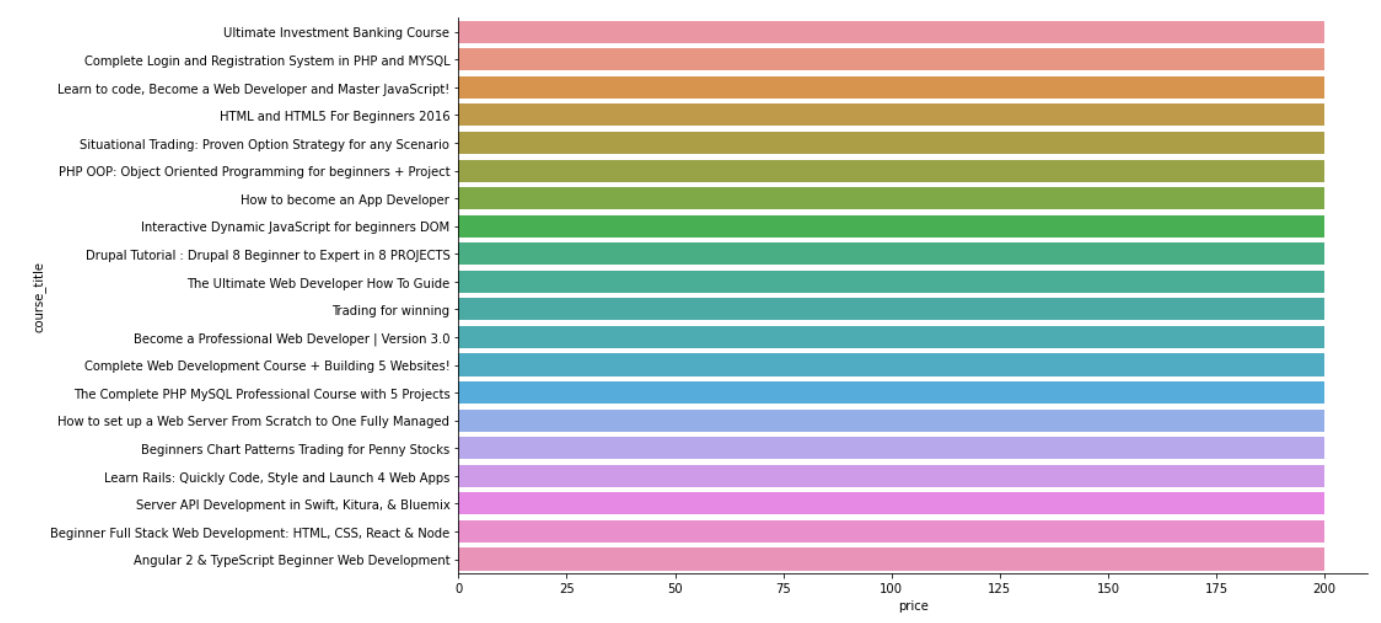 Ultimate Investment Banking Course
Complete Login and Registration System in PHP and MYSQL
Learn to code, Become a Web Developer and Master JavaScript!
HTML and HTML5 For Beginners 2016
Situational Trading: Proven Option Strategy for any Scenario
PHP OOP: Object Oriented Programming for beginners + Project
How to become an App Developer
Interactive Dynamic JavaScript for beginners DOM
Drupal Tutorial : Drupal 8 Beginner to Expert in 8 PROJECTS
The Ultimate Web Developer How To Guide
Trading for winning
Become a Professional Web Developer | Version 3.0
Complete Web Development Course + Building 5 Websites!
The Complete PHP MySQL Professional Course with 5 Projects
How to set up a Web Server From Scratch to One Fully Managed
Beginners Chart Patterns Trading for Penny Stocks
Learn Rails: Quickly Code, Style and Launch 4 Web Apps
Server API Development in Swift, Kitura, & Bluemix
Beginner Full Stack Web Development: HTML, CSS, React & Node
Angular 2 & TypeScript Beginner Web Development
course_title
0 25 50 75 100 125 150 175 200
price